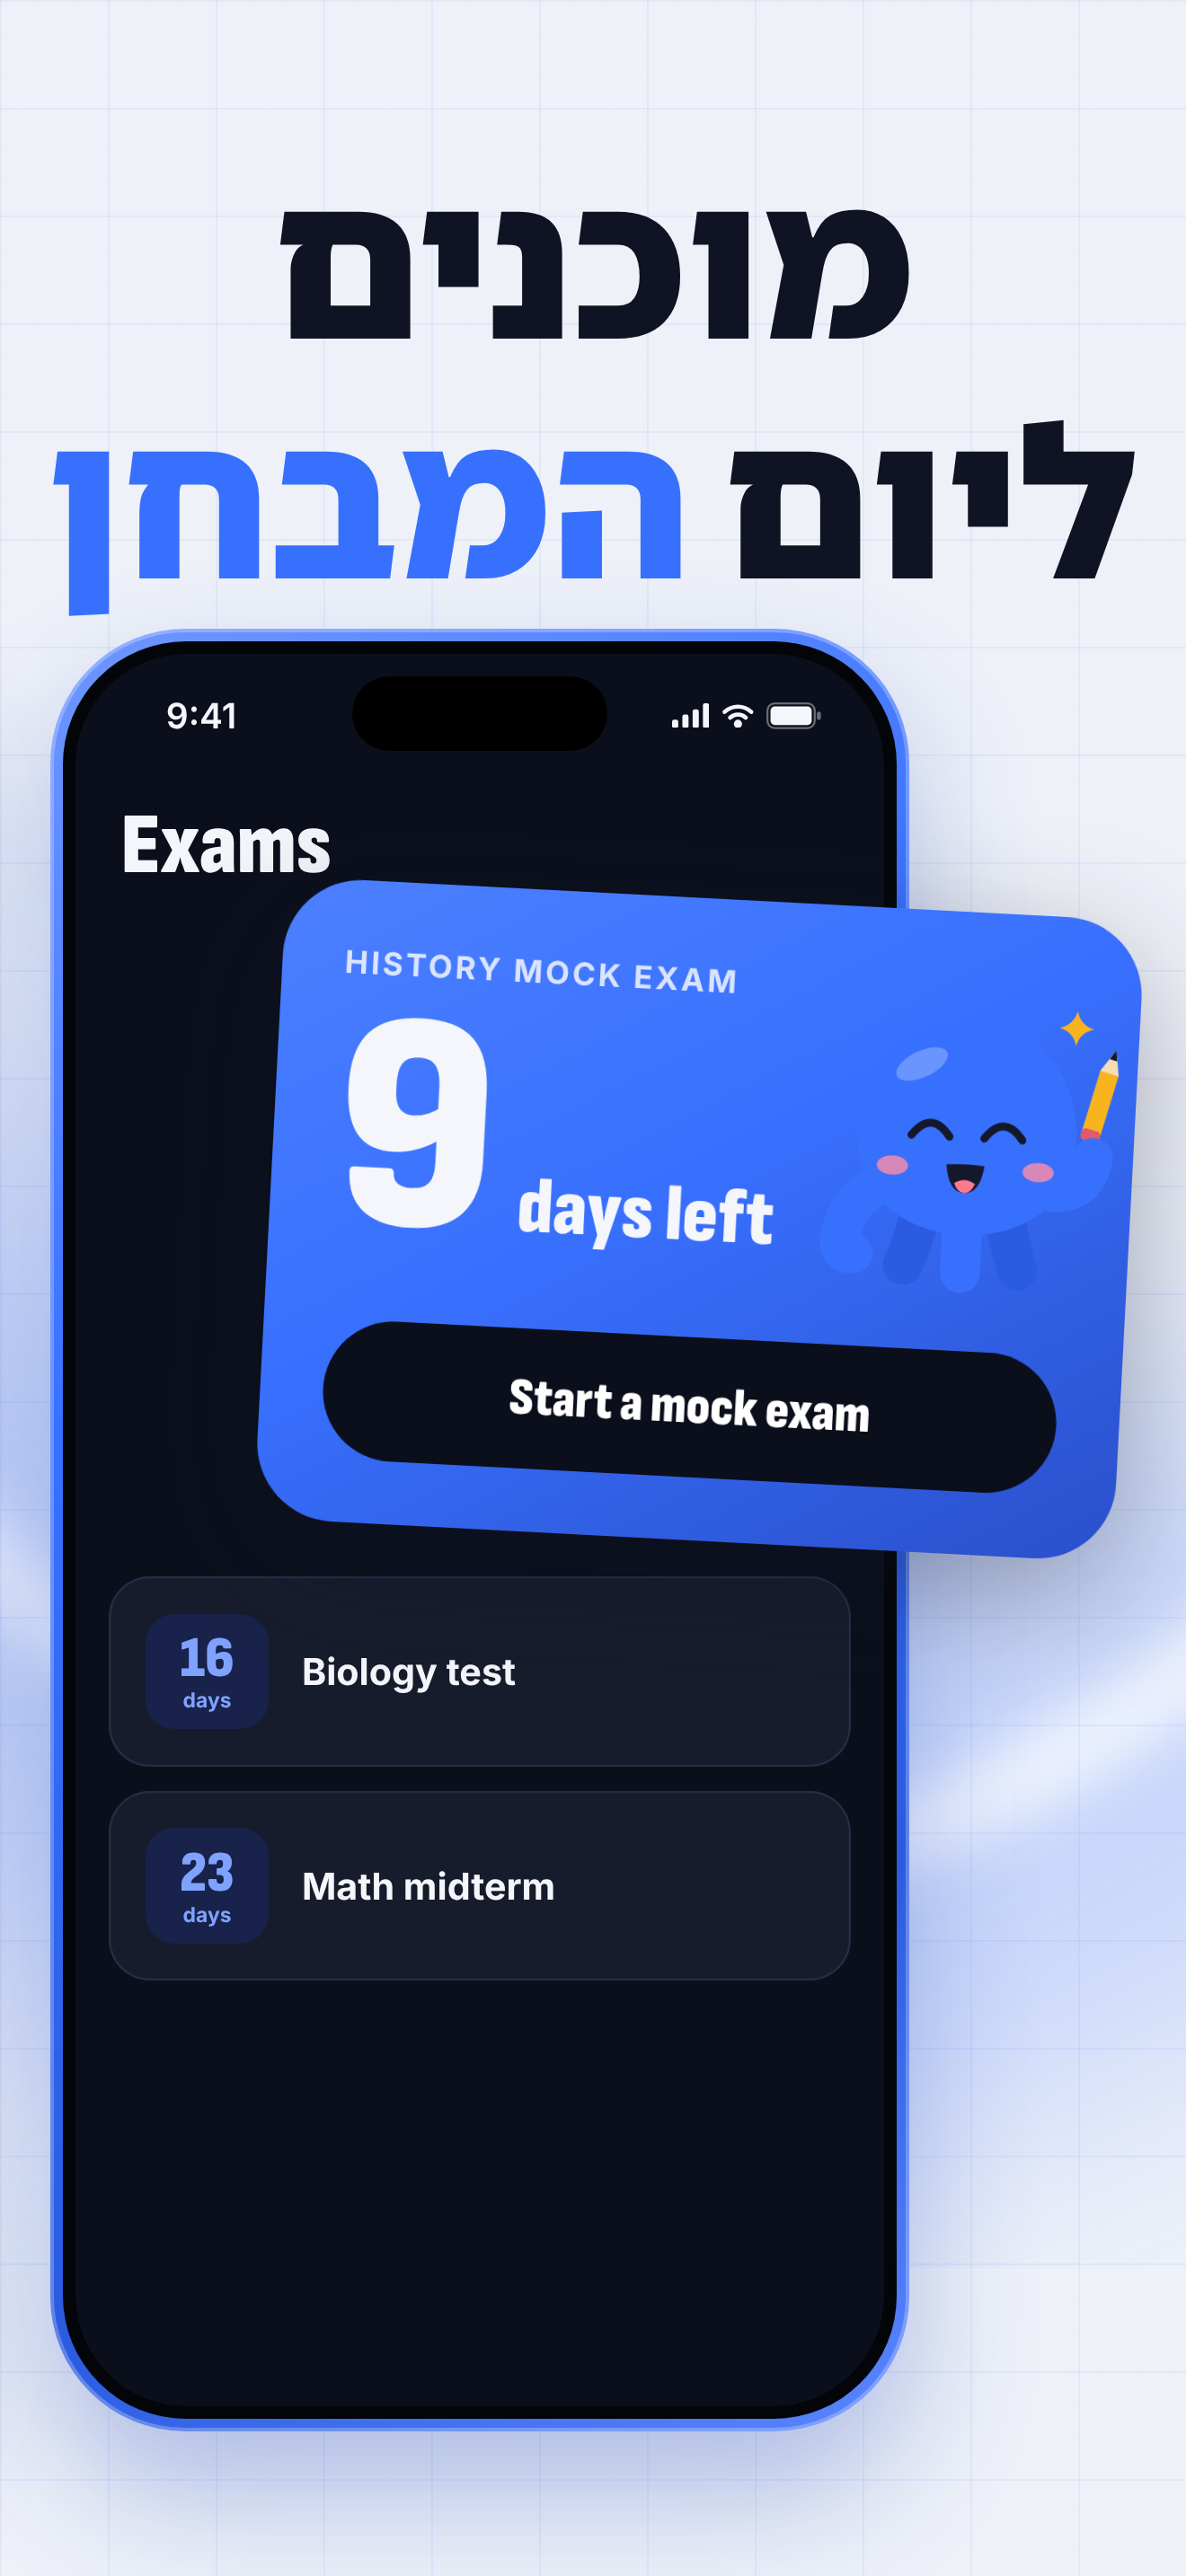 מוכנים
ליום המבחן
9:41
Exams
HISTORY MOCK EXAM
9 days left
Start a mock exam
16 days
Biology test
23 days
Math midterm